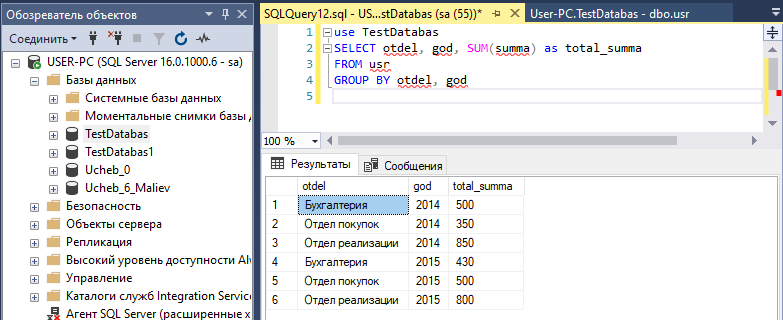 Обозреватель объектов
Соединить
USER-PC (SQL Server 16.0.1000.6 - sa)
Базы данных
Системные базы данных
Моментальные снимки базы д
TestDatabas
TestDatabas1
Ucheb_0
Ucheb_6_Maliev
Безопасность
Объекты сервера
Репликация
Высокий уровень доступности Al
Управление
Каталоги служб Integration Service
Агент SQL Server (расширенные х
SQLQuery12.sql - US...stDatabas (sa (55))*
User-PC.TestDatabas - dbo.usr
1 use TestDatabas
2 SELECT otdel, god, SUM(summa) as total_summa
3 FROM usr
4 GROUP BY otdel, god
5
100 %
Результаты Сообщения
otdel god total_summa
1 Бухгалтерия 2014 500
2 Отдел покупок 2014 350
3 Отдел реализации 2014 850
4 Бухгалтерия 2015 430
5 Отдел покупок 2015 500
6 Отдел реализации 2015 800